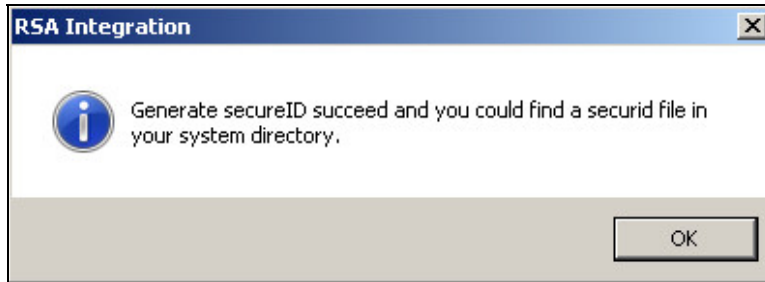 RSA Integration
Generate secureID succeed and you could find a securid file in
your system directory.
OK